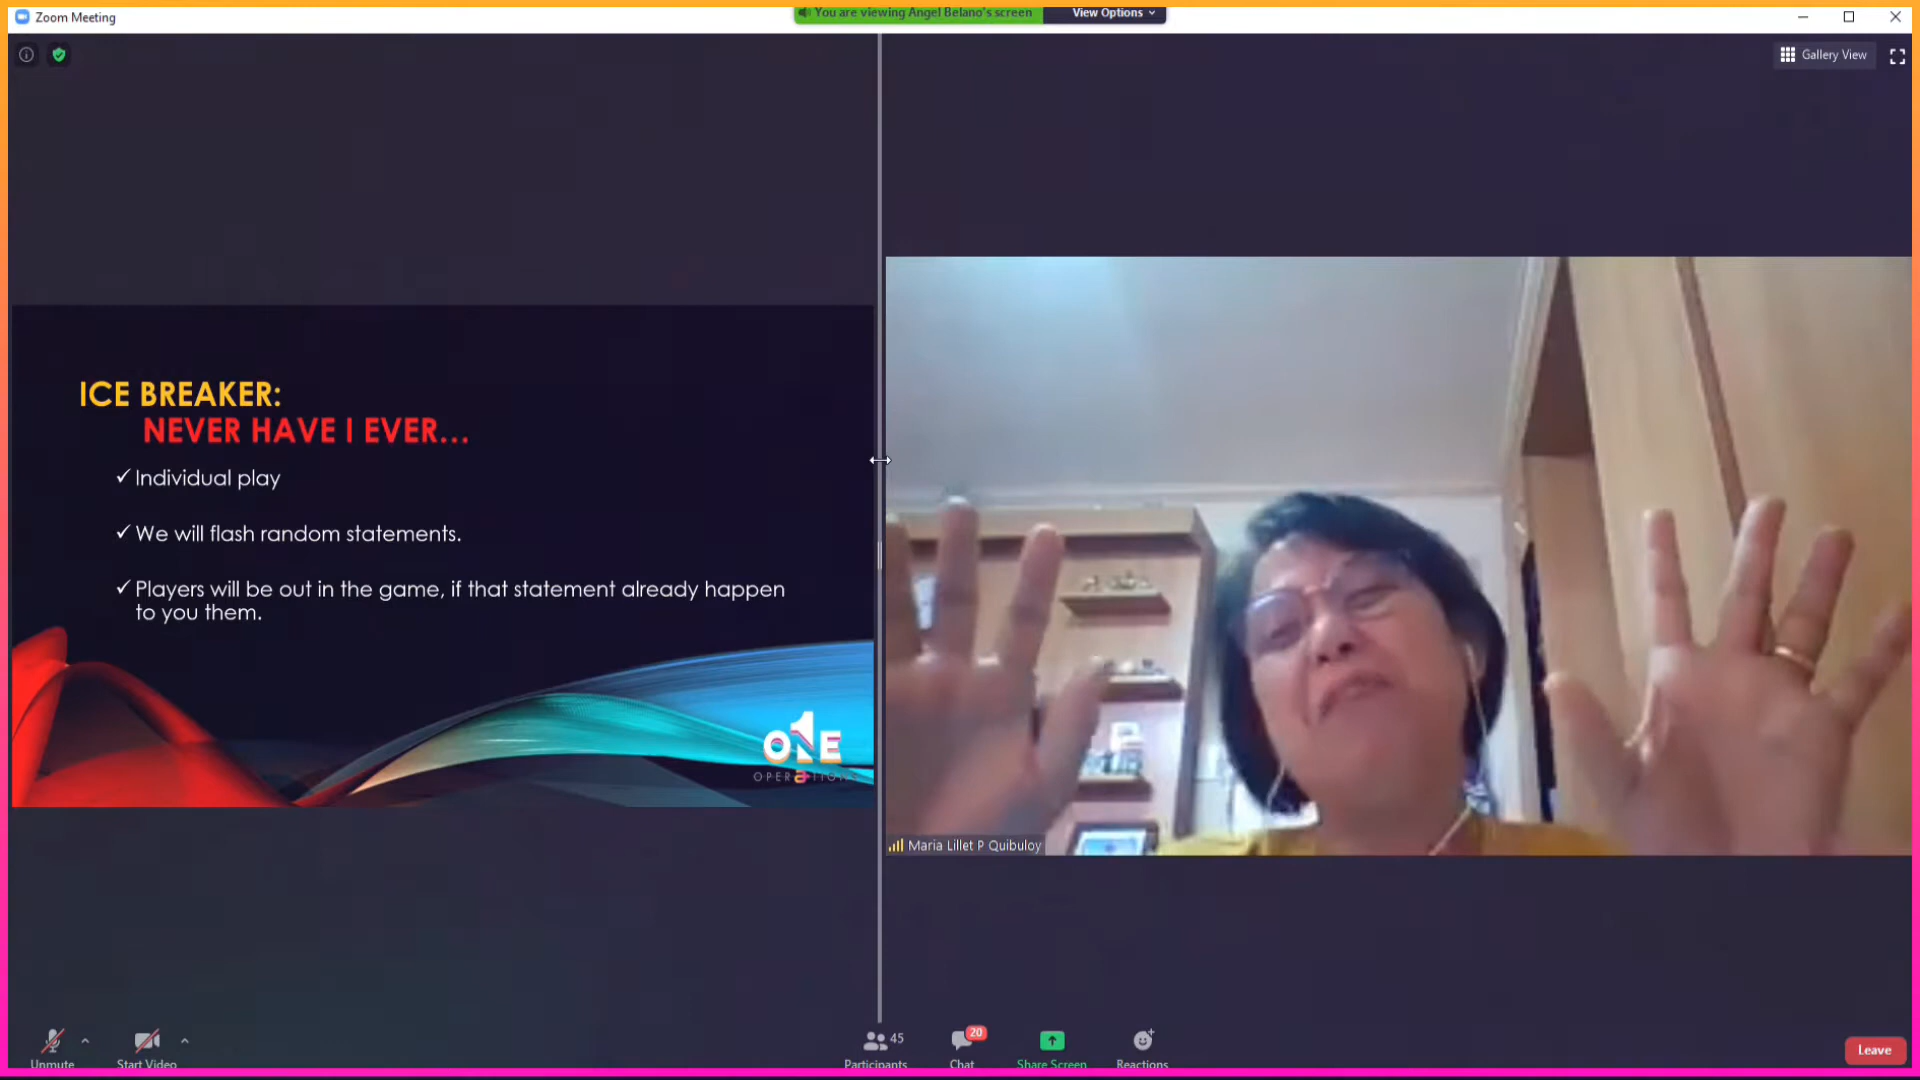 Zoom Meeting
You are viewing Angel Belano's screen
View Options
Gallery View
ICE BREAKER:
NEVER HAVE I EVER...
✓ Individual play
✓ We will flash random statements.
✓ Players will be out in the game, if that statement already happen
to you them.
1
ONE
OPERATIONS
Maria Lillet P Quibuloy
Unmute
Start Video
45
Participants
20
Chat
Share Screen
Reactions
Leave